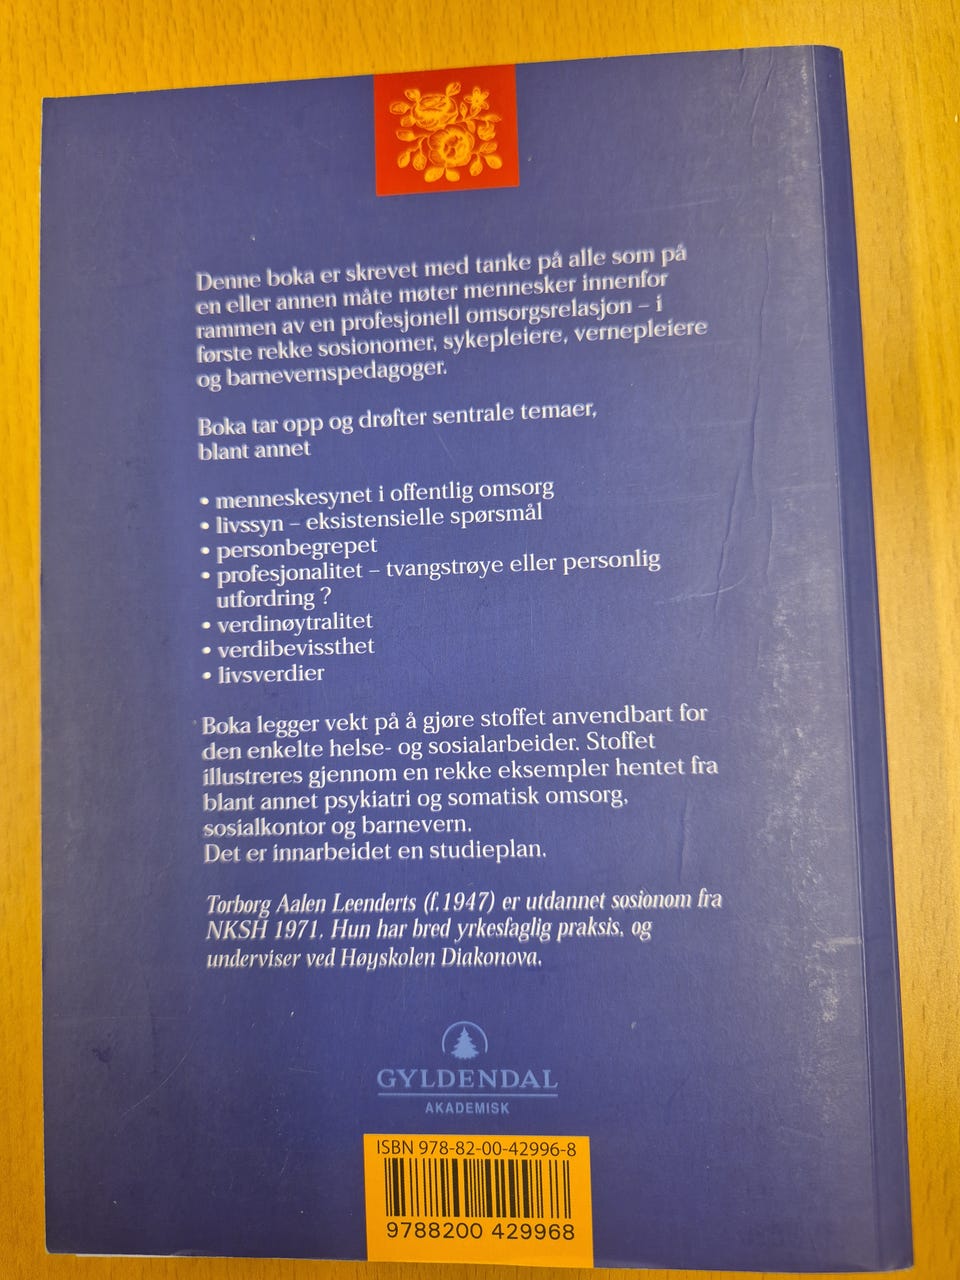 Denne boka er skrevet med tanke på alle som på
en eller annen måte møter mennesker innenfor
rammen av en profesjonell omsorgsrelasjon – i
første rekke sosionomer, sykepleiere, vernepleiere
og barnevernspedagoger.
Boka tar opp og drøfter sentrale temaer,
blant annet
• menneskesynet i offentlig omsorg
• livssyn – eksistensielle spørsmål
• personbegrepet
• profesjonalitet – tvangstrøye eller personlig
utfordring ?
• verdinøytralitet
• verdibevissthet
• livsverdier
Boka legger vekt på å gjøre stoffet anvendbart for
den enkelte helse- og sosialarbeider. Stoffet
illustreres gjennom en rekke eksempler hentet fra
blant annet psykiatri og somatisk omsorg,
sosialkontor og barnevern.
Det er innarbeidet en studieplan.
Torborg Aalen Leenderts (f.1947) er utdannet sosionom fra
NKSH 1971. Hun har bred yrkesfaglig praksis, og
underviser ved Høyskolen Diakonova.
GYLDENDAL
AKADEMISK
ISBN 978-82-00-42996-8
9788200 429968